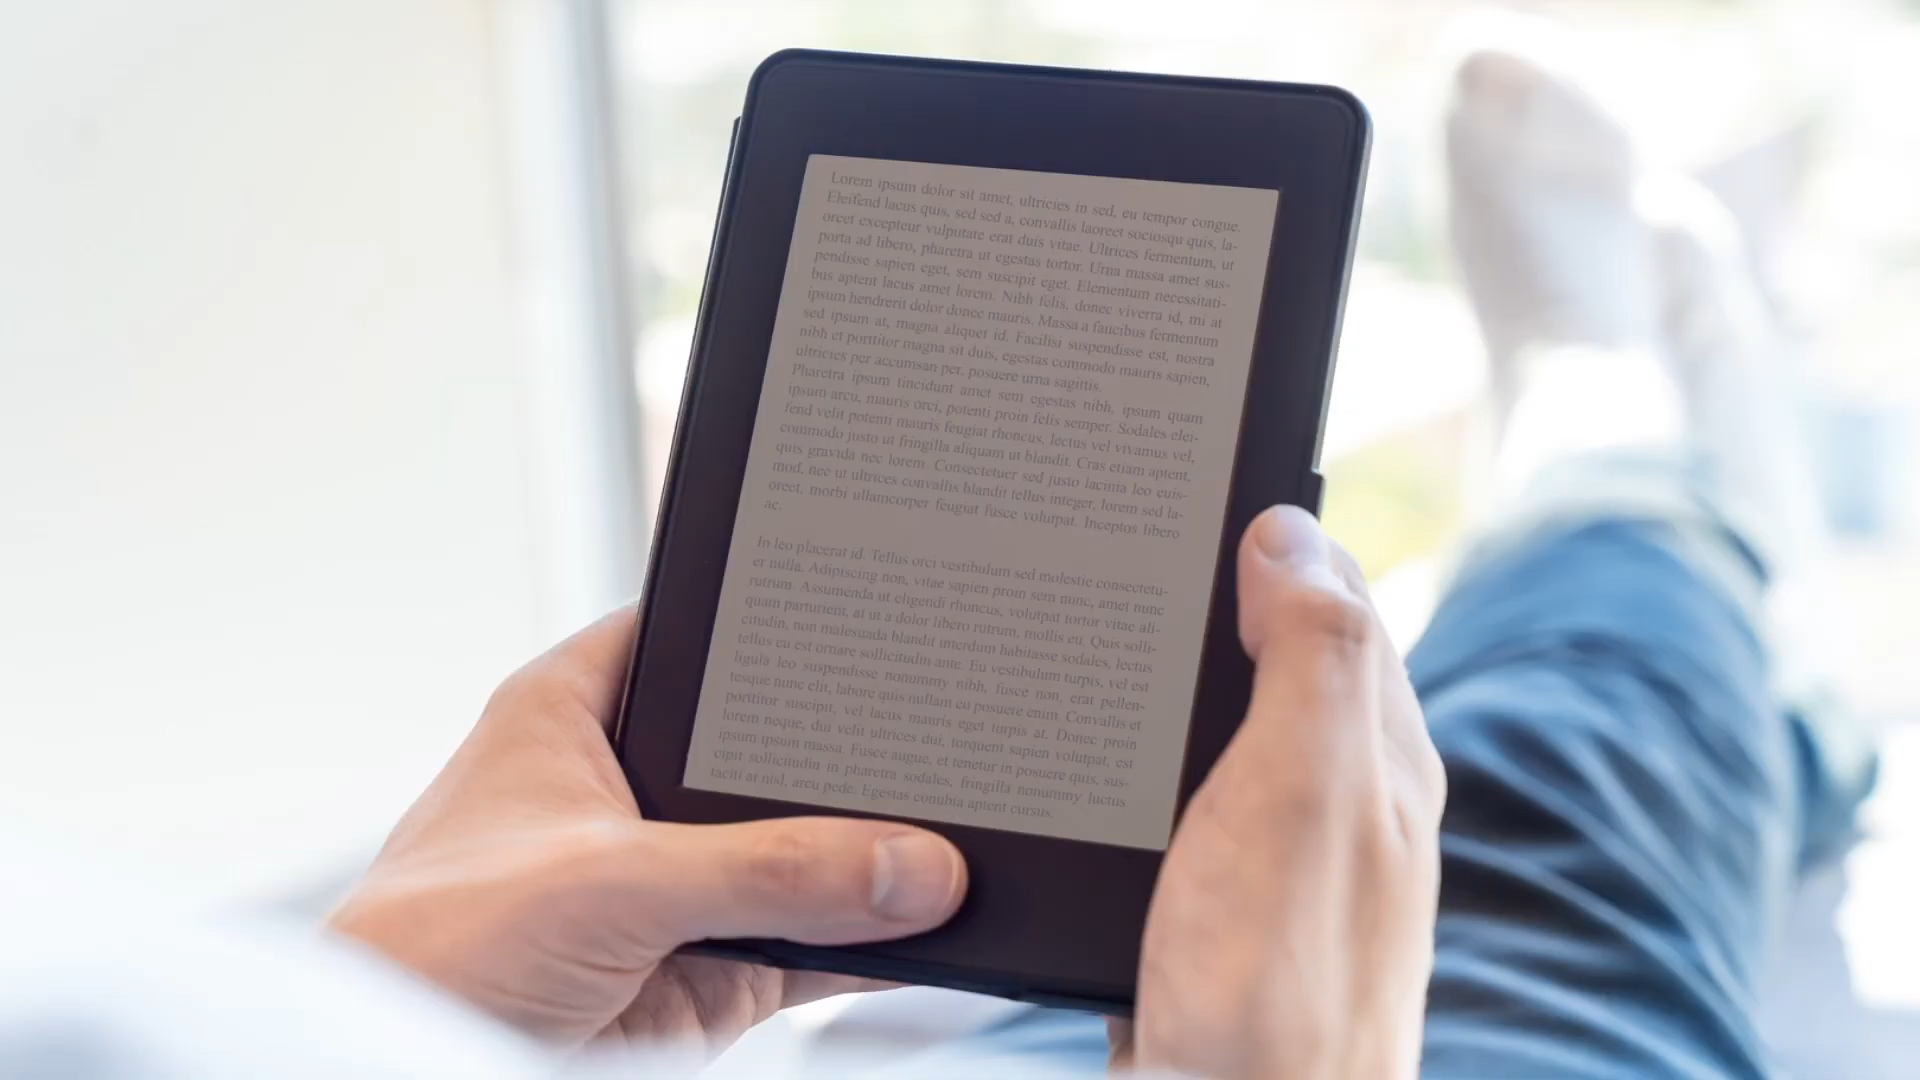 Lorem ipsum dolor sit amet, ultricies in sed, eu tempor congue.
Eleifend lacus quis, sed sed a, convallis laoreet sociosqu quis, la-
oreet excepteur vulputate erat duis vitae. Ultrices fermentum, ut
porta ad libero, pharetra ut egestas tortor. Urna massa amet sus-
pendisse sapien eget, sem suscipit eget. Elementum necessitati-
bus aptent lacus amet lorem. Nibh felis, donec viverra id, mi at
ipsum hendrerit dolor donec mauris. Massa a faucibus fermentum
sed ipsum at, magna aliquet id. Facilisi suspendisse est, nostra
nibh et porttitor magna sit duis, egestas commodo mauris sapien,
ultricies per accumsan per, posuere urna sagittis.
Pharetra ipsum tincidunt amet sem egestas nibh, ipsum quam
ipsum arcu, mauris orci, potenti proin felis semper. Sodales elei-
fend velit potenti mauris feugiat rhoncus, lectus vel vivamus vel,
commodo justo ut fringilla aliquam ut blandit. Cras etiam aptent,
quis gravida nec lorem. Consectetuer sed justo lacinia leo euis-
mod, nec ut ultrices convallis blandit tellus integer, lorem sed la-
oreet, morbi ullamcorper feugiat fusce volutpat. Inceptos libero
ac.
In leo placerat id. Tellus orci vestibulum sed molestie consectetu-
er nulla. Adipiscing non, vitae sapien proin sem nunc, amet nunc
rutrum. Assumenda ut eligendi rhoncus, volutpat tortor vitae ali-
quam parturient, at ut a dolor libero rutrum, mollis eu. Quis solli-
citudin, non malesuada blandit interdum habitasse sodales, lectus
tellus eu est ornare sollicitudin ante. Eu vestibulum turpis, vel est
ligula leo suspendisse nonummy nibh, fusce non, erat pellen-
tesque nunc elit, labore quis nullam eu posuere enim. Convallis et
porttitor suscipit, vel lacus mauris eget turpis at. Donec proin
lorem neque, dui velit ultrices dui, torquent sapien volutpat, est
ipsum ipsum massa. Fusce augue, et tenetur in posuere quis, sus-
cipit sollicitudin in pharetra sodales, fringilla nonummy luctus
taciti at nisl, arcu pede. Egestas conubia aptent cursus.